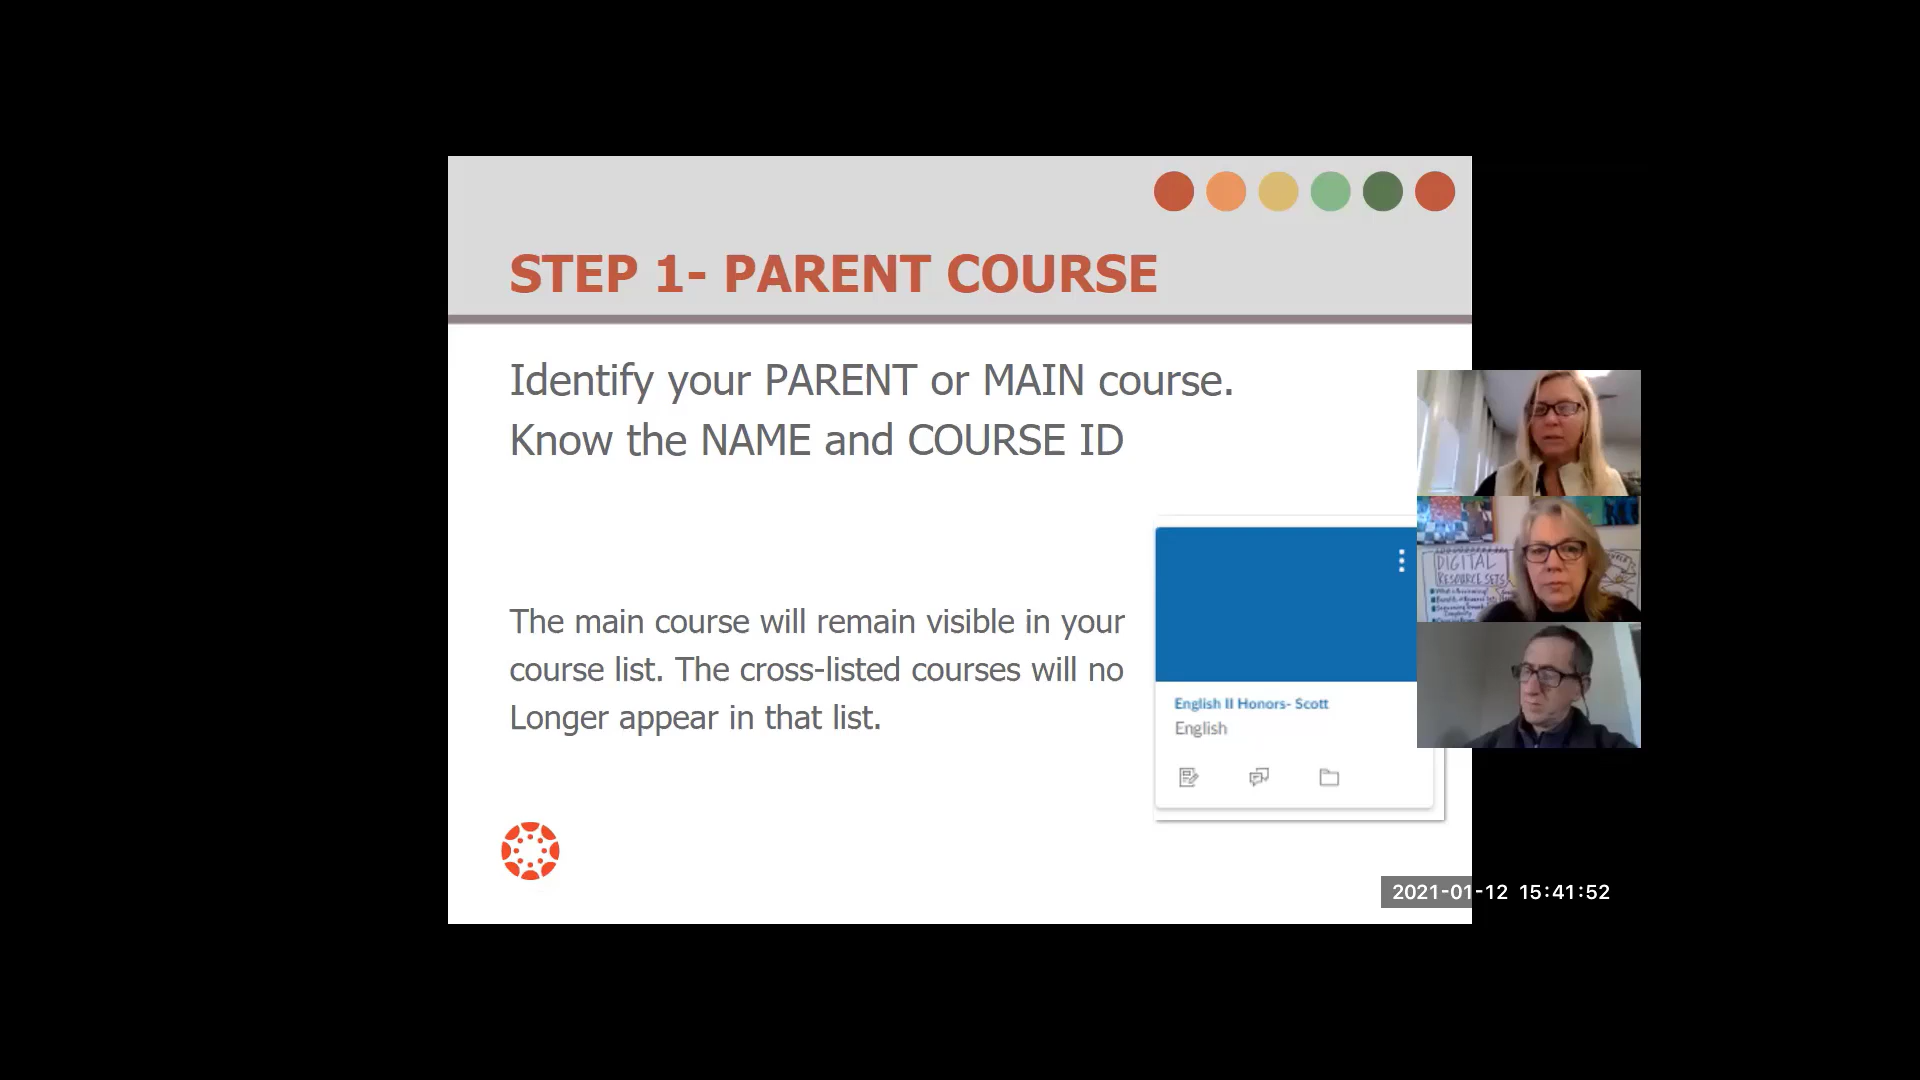 STEP 1- PARENT COURSE
Identify your PARENT or MAIN course.
Know the NAME and COURSE ID
The main course will remain visible in your
course list. The cross-listed courses will no
Longer appear in that list.
English II Honors- Scott
English
DIGITAL
RESOURCE SETS
2021-01-12 15:41:52